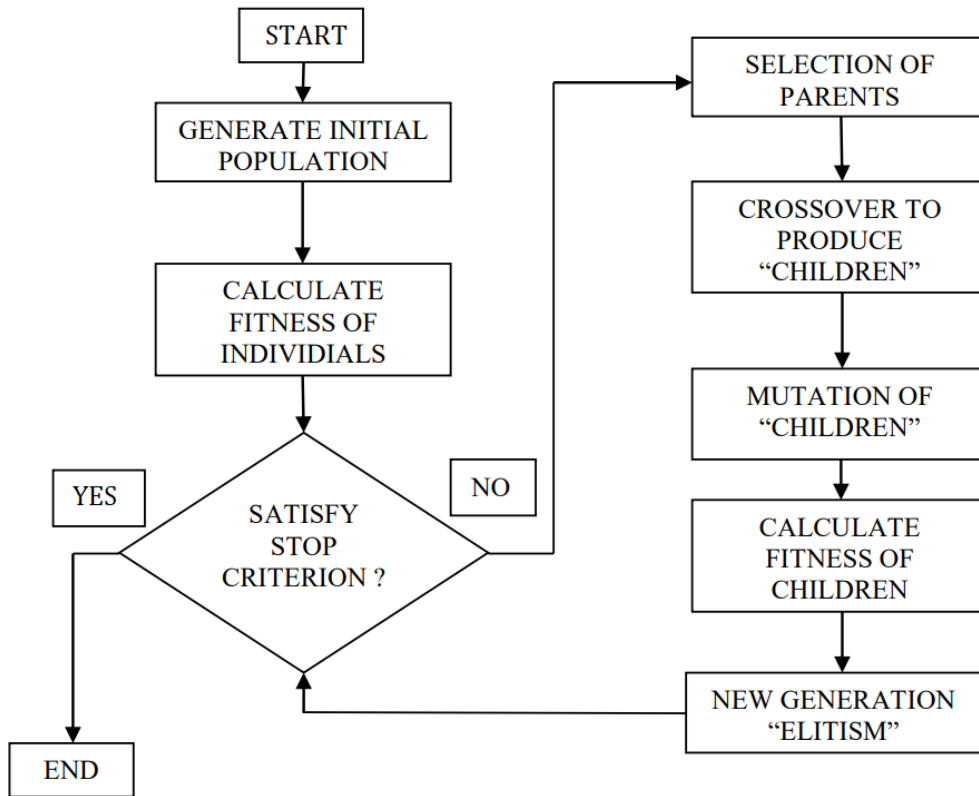 START
GENERATE INITIAL
POPULATION
CALCULATE
FITNESS OF
INDIVIDIALS
SATISFY
STOP
CRITERION ?
YES
NO
END
SELECTION OF
PARENTS
CROSSOVER TO
PRODUCE
“CHILDREN”
MUTATION OF
“CHILDREN”
CALCULATE
FITNESS OF
CHILDREN
NEW GENERATION
“ELITISM”